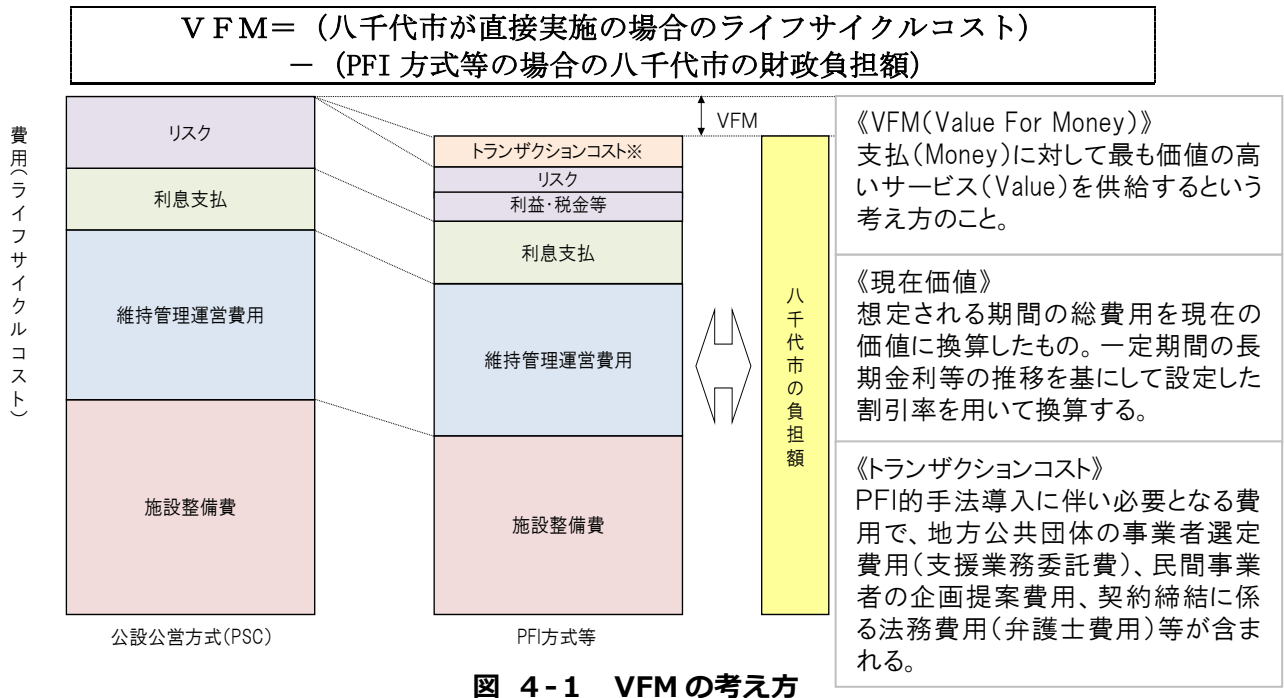 ＶＦＭ＝（八千代市が直接実施の場合のライフサイクルコスト）
－（PFI 方式等の場合の八千代市の財政負担額）
費用(ライフサイクルコスト)
リスク
利息支払
維持管理運営費用
施設整備費
公設公営方式(PSC)
トランザクションコスト※
リスク
利益・税金等
利息支払
維持管理運営費用
施設整備費
PFI方式等
VFM
八千代市の負担額
《VFM(Value For Money)》
支払(Money)に対して最も価値の高
いサービス(Value)を供給するという
考え方のこと。
《現在価値》
想定される期間の総費用を現在の
価値に換算したもの。一定期間の長
期金利等の推移を基にして設定した
割引率を用いて換算する。
《トランザクションコスト》
PFI的手法導入に伴い必要となる費
用で、地方公共団体の事業者選定
費用(支援業務委託費)、民間事業
者の企画提案費用、契約締結に係
る法務費用(弁護士費用)等が含ま
れる。
図 4-1 VFM の考え方